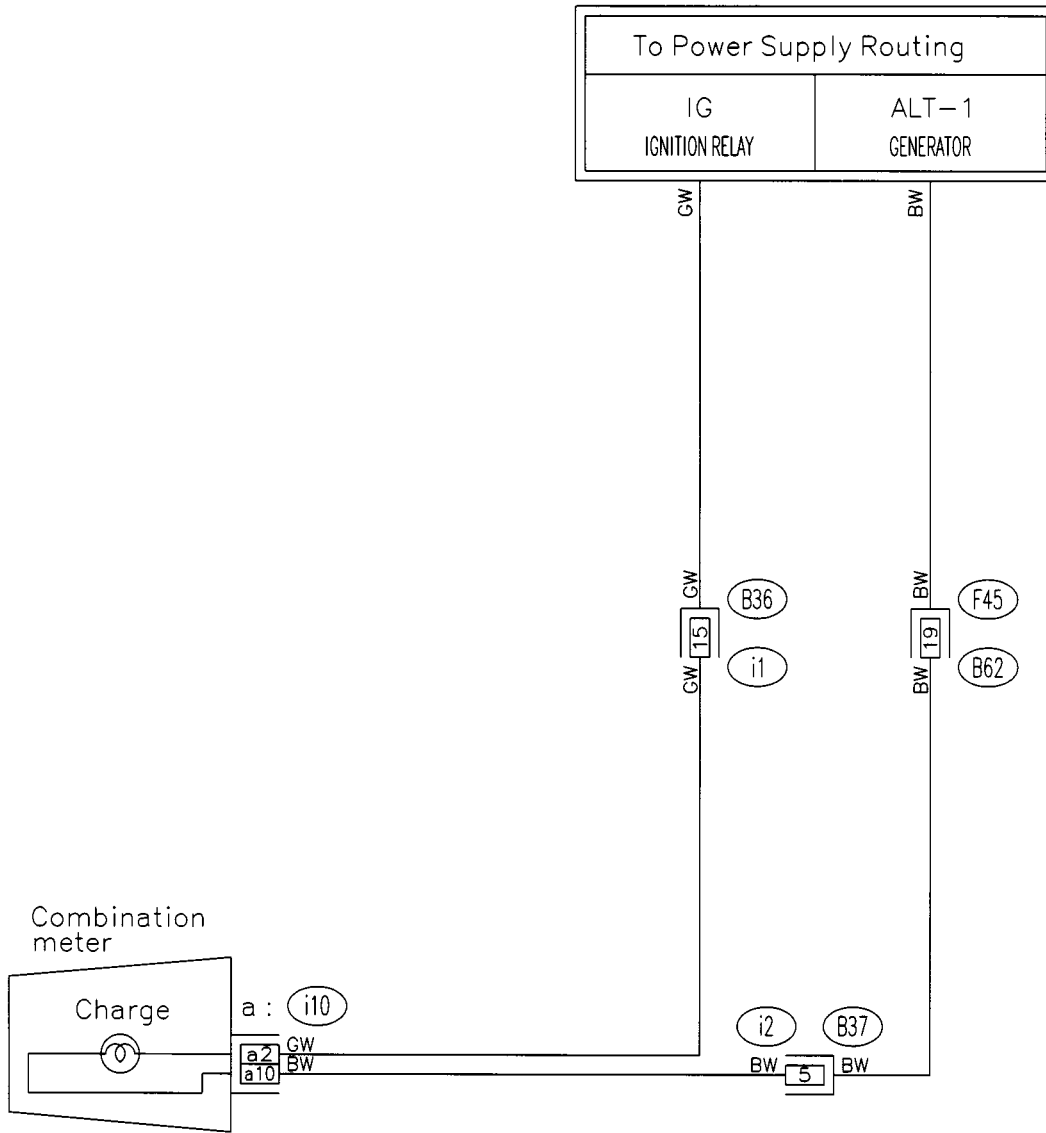 To Power Supply Routing
IG
IGNITION RELAY
ALT-1
GENERATOR
GW
BW
GW
B36
15
i1
GW
BW
F45
19
B62
BW
Combination
meter
Charge
a :
i10
a2
GW
a10
BW
i2
B37
BW
5
BW